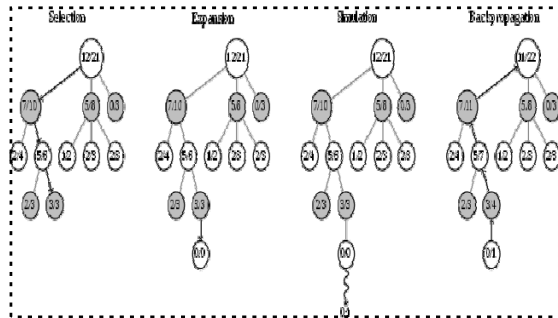 Selection Expansion Simulation Backpropagation
12/21 12/21 12/21 11/22
7/10 5/8 0/3 7/10 5/8 0/3 7/10 5/8 0/3 7/11 5/8 0/3
2/4 5/6 1/2 2/3 2/3 2/4 5/6 1/2 2/3 2/3 2/4 5/6 1/2 2/3 2/3 2/4 5/7 1/2 2/3 2/3
2/3 3/3 2/3 3/3 2/3 3/3 2/3 3/4
0/0 0/0 0/1